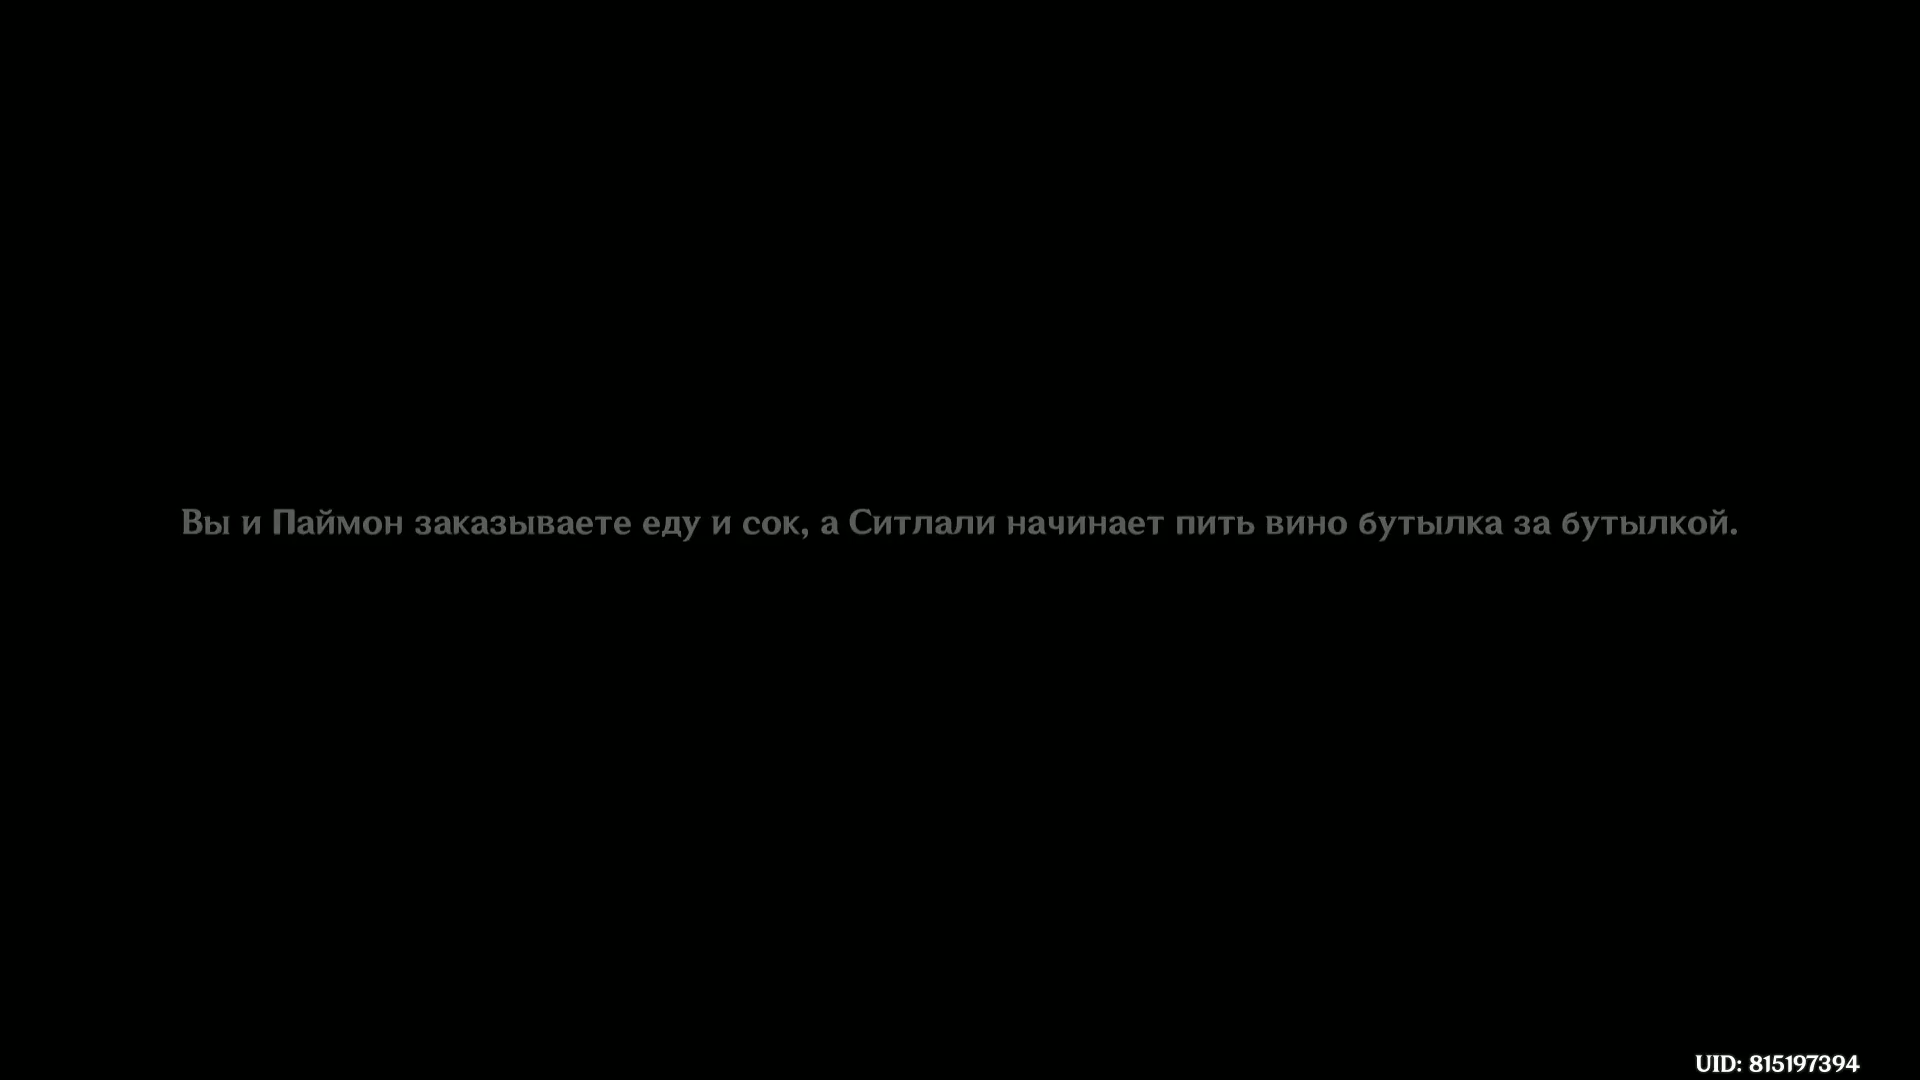 Вы и Паймон заказываете еду и сок, а Ситлали начинает пить вино бутылка за бутылкой.
UID: 815197394